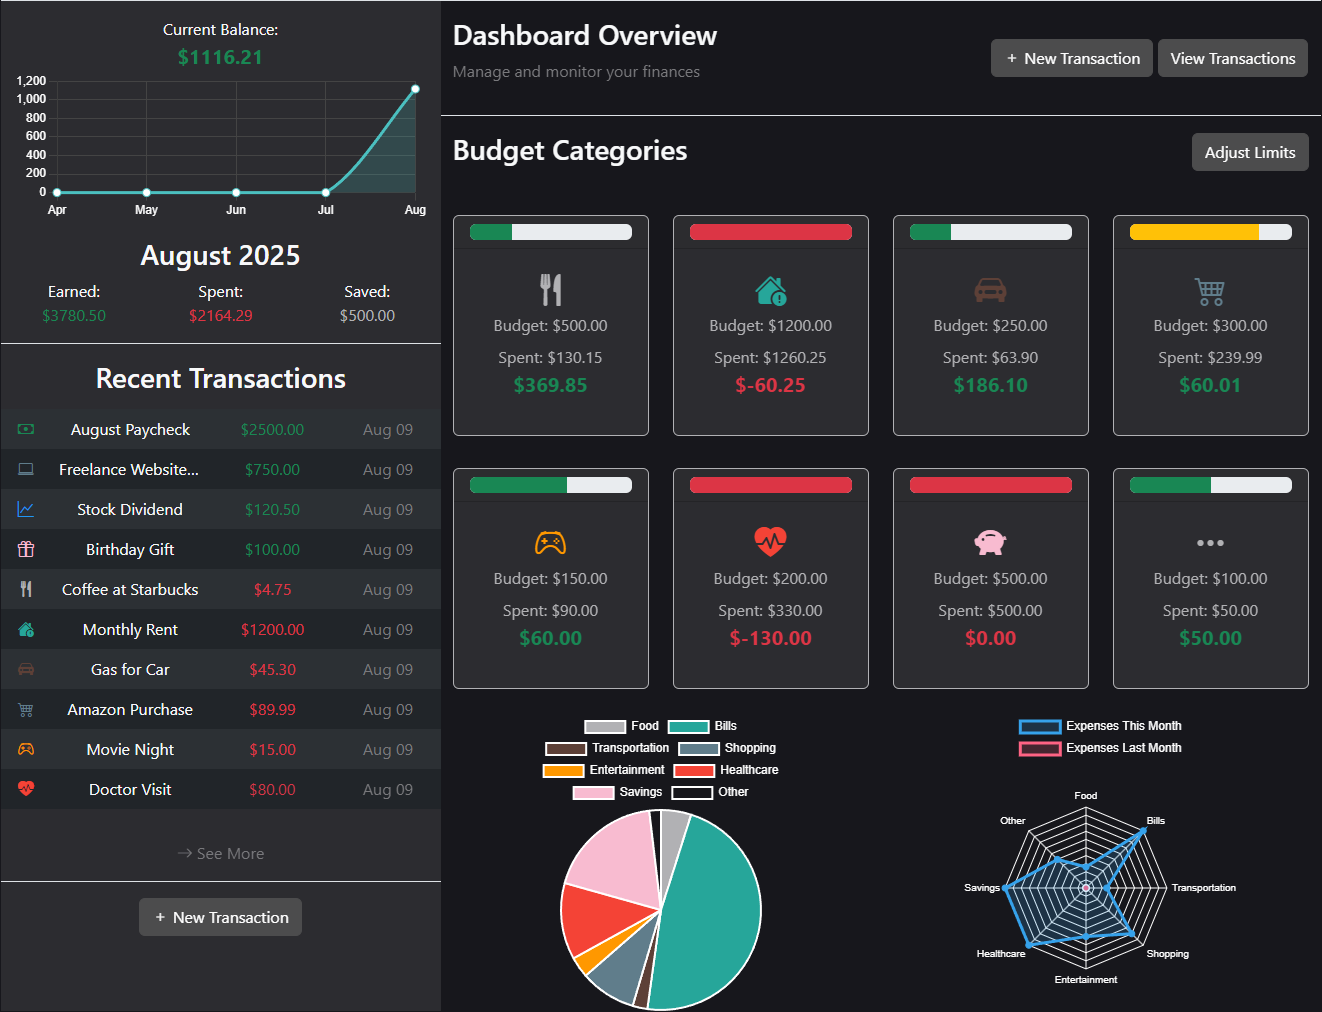 Current Balance:
$1116.21
1,200
1,000
800
600
400
200
0
Apr May Jun Jul Aug
August 2025
Earned: Spent: Saved:
$3780.50 $2164.29 $500.00
Recent Transactions
August Paycheck $2500.00 Aug 09
Freelance Website... $750.00 Aug 09
Stock Dividend $120.50 Aug 09
Birthday Gift $100.00 Aug 09
Coffee at Starbucks $4.75 Aug 09
Monthly Rent $1200.00 Aug 09
Gas for Car $45.30 Aug 09
Amazon Purchase $89.99 Aug 09
Movie Night $15.00 Aug 09
Doctor Visit $80.00 Aug 09
→ See More
+ New Transaction
Dashboard Overview
Manage and monitor your finances
+ New Transaction View Transactions
Budget Categories
Adjust Limits
Budget: $500.00
Spent: $130.15
$369.85
Budget: $1200.00
Spent: $1260.25
$-60.25
Budget: $250.00
Spent: $63.90
$186.10
Budget: $300.00
Spent: $239.99
$60.01
Budget: $150.00
Spent: $90.00
$60.00
Budget: $200.00
Spent: $330.00
$-130.00
Budget: $500.00
Spent: $500.00
$0.00
Budget: $100.00
Spent: $50.00
$50.00
Food Bills
Transportation Shopping
Entertainment Healthcare
Savings Other
Expenses This Month
Expenses Last Month
Food
Other Bills
Savings Transportation
Healthcare Shopping
Entertainment